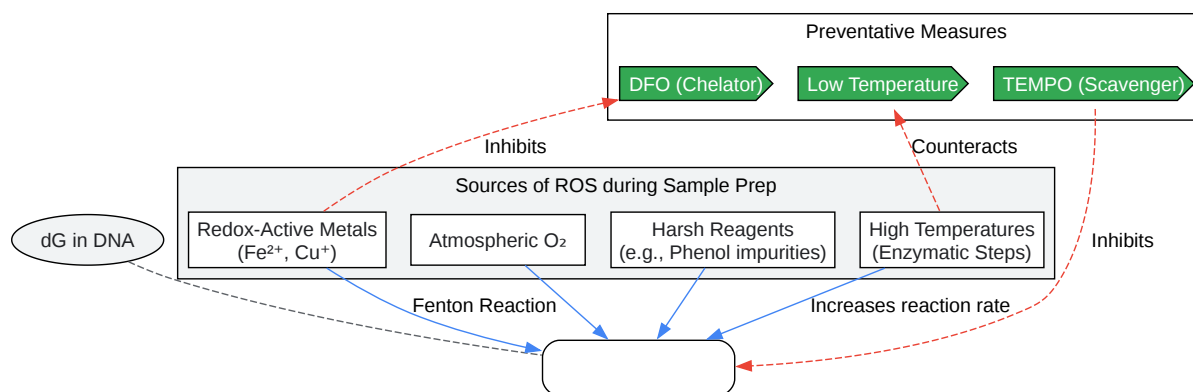 Preventative Measures
DFO (Chelator)
Low Temperature
TEMPO (Scavenger)
Inhibits
Counteracts
Sources of ROS during Sample Prep
dG in DNA
Redox-Active Metals
(Fe²⁺, Cu⁺)
Atmospheric O₂
Harsh Reagents
(e.g., Phenol impurities)
High Temperatures
(Enzymatic Steps)
Inhibits
Fenton Reaction
Increases reaction rate